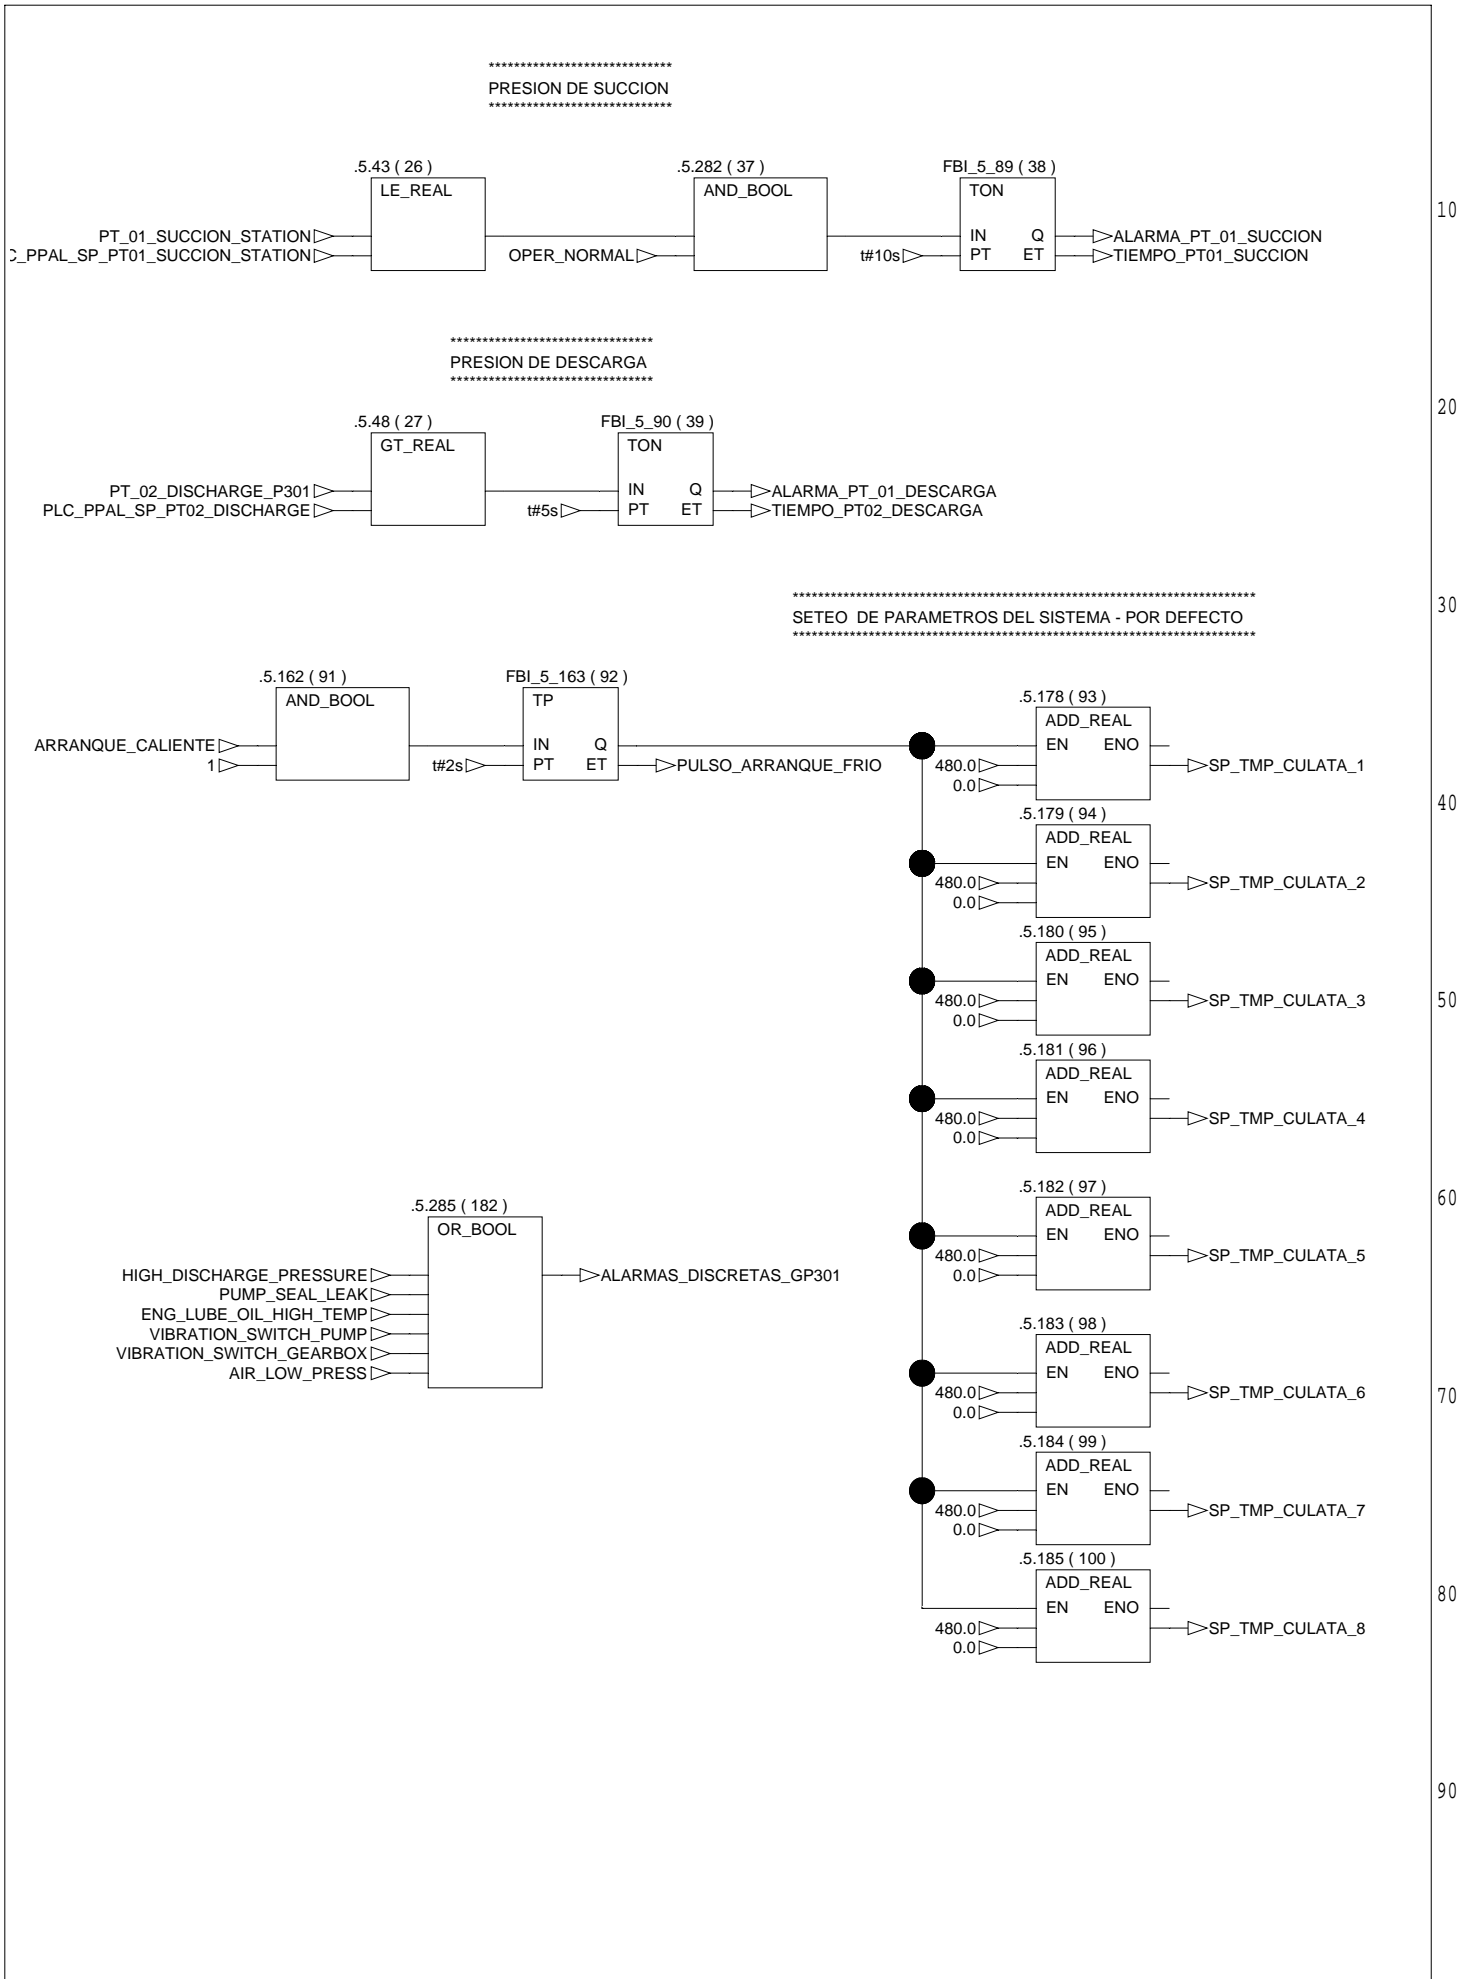 *****************************
PRESION DE SUCCION
*****************************
.5.43 ( 26 )
LE_REAL
PT_01_SUCCION_STATION
C_PPAL_SP_PT01_SUCCION_STATION
.5.282 ( 37 )
AND_BOOL
OPER_NORMAL
FBI_5_89 ( 38 )
TON
IN Q
PT ET
t#10s
ALARMA_PT_01_SUCCION
TIEMPO_PT01_SUCCION
10
********************************
PRESION DE DESCARGA
********************************
20
.5.48 ( 27 )
GT_REAL
PT_02_DISCHARGE_P301
PLC_PPAL_SP_PT02_DISCHARGE
FBI_5_90 ( 39 )
TON
IN Q
PT ET
t#5s
ALARMA_PT_01_DESCARGA
TIEMPO_PT02_DESCARGA
*************************************************************************
SETEO  DE PARAMETROS DEL SISTEMA - POR DEFECTO
*************************************************************************
30
.5.162 ( 91 )
AND_BOOL
ARRANQUE_CALIENTE
1
FBI_5_163 ( 92 )
TP
IN Q
PT ET
t#2s
PULSO_ARRANQUE_FRIO
.5.178 ( 93 )
ADD_REAL
EN ENO
480.0
0.0
SP_TMP_CULATA_1
40
.5.179 ( 94 )
ADD_REAL
EN ENO
480.0
0.0
SP_TMP_CULATA_2
.5.180 ( 95 )
ADD_REAL
EN ENO
480.0
0.0
SP_TMP_CULATA_3
50
.5.181 ( 96 )
ADD_REAL
EN ENO
480.0
0.0
SP_TMP_CULATA_4
.5.182 ( 97 )
ADD_REAL
EN ENO
480.0
0.0
SP_TMP_CULATA_5
60
.5.285 ( 182 )
OR_BOOL
HIGH_DISCHARGE_PRESSURE
PUMP_SEAL_LEAK
ENG_LUBE_OIL_HIGH_TEMP
VIBRATION_SWITCH_PUMP
VIBRATION_SWITCH_GEARBOX
AIR_LOW_PRESS
ALARMAS_DISCRETAS_GP301
.5.183 ( 98 )
ADD_REAL
EN ENO
480.0
0.0
SP_TMP_CULATA_6
70
.5.184 ( 99 )
ADD_REAL
EN ENO
480.0
0.0
SP_TMP_CULATA_7
.5.185 ( 100 )
ADD_REAL
EN ENO
480.0
0.0
SP_TMP_CULATA_8
80
90